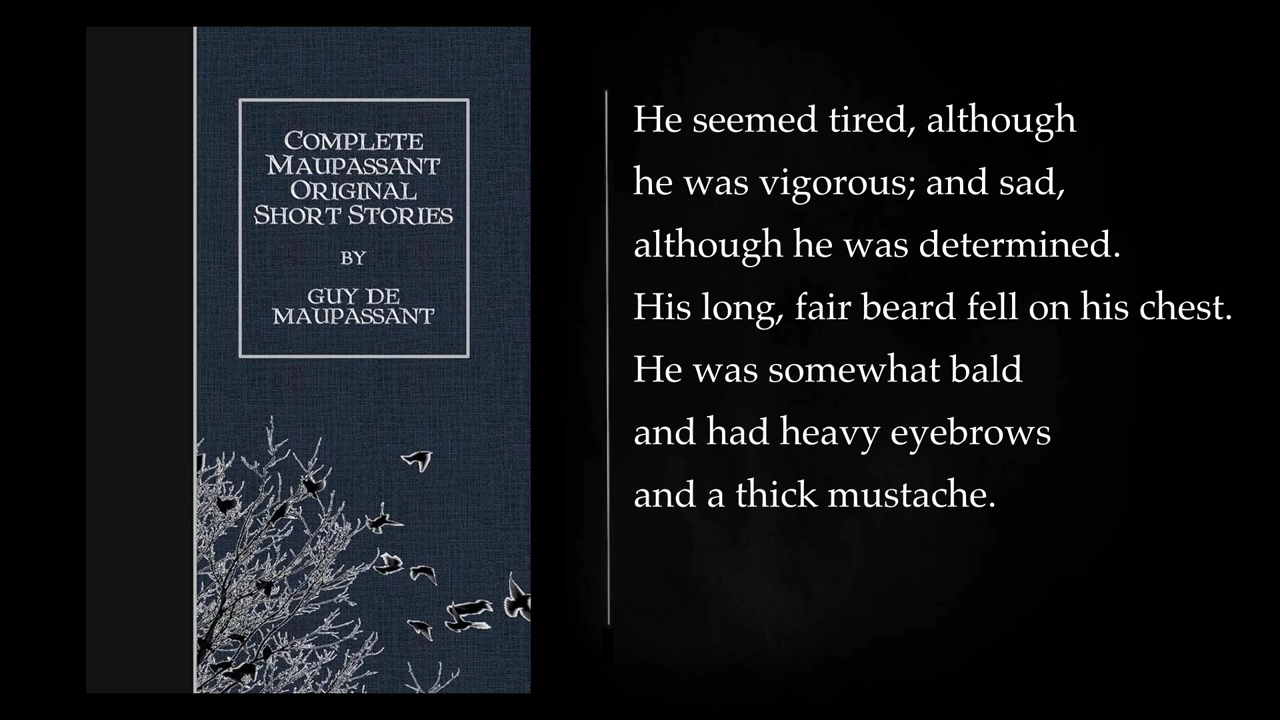 COMPLETE
MAUPASSANT
ORIGINAL
SHORT STORIES
BY
GUY DE
MAUPASSANT
He seemed tired, although
he was vigorous; and sad,
although he was determined.
His long, fair beard fell on his chest.
He was somewhat bald
and had heavy eyebrows
and a thick mustache.